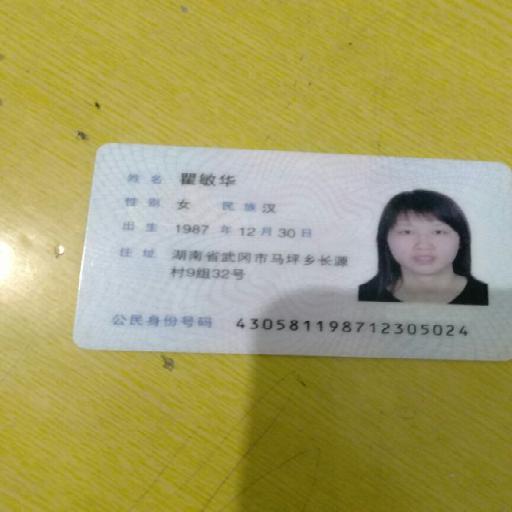 姓名 瞿敏华
性别 女 民族 汉
出生 1987 年 12 月 30 日
住址 湖南省武冈市马坪乡长源
村9组32号
公民身份号码 430581198712305024